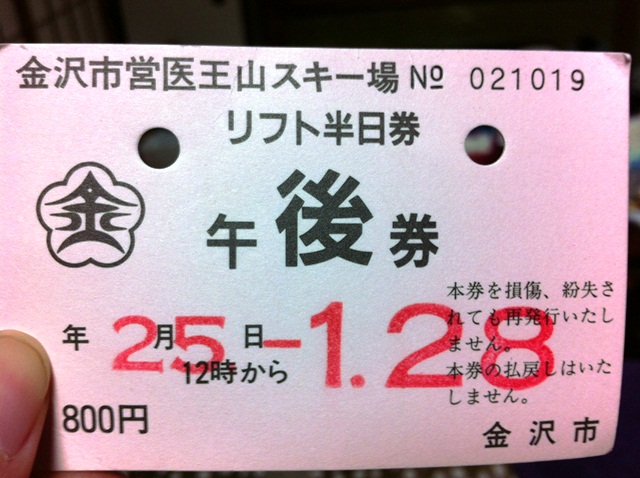 金沢市営医王山スキー場 No 021019
リフト半日券
金
午後券
本券を損傷、紛失さ
れても再発行いたし
ません。
本券の払戻しはいた
しません。
年 月 日
25-1.28
12時から
800円
金沢市